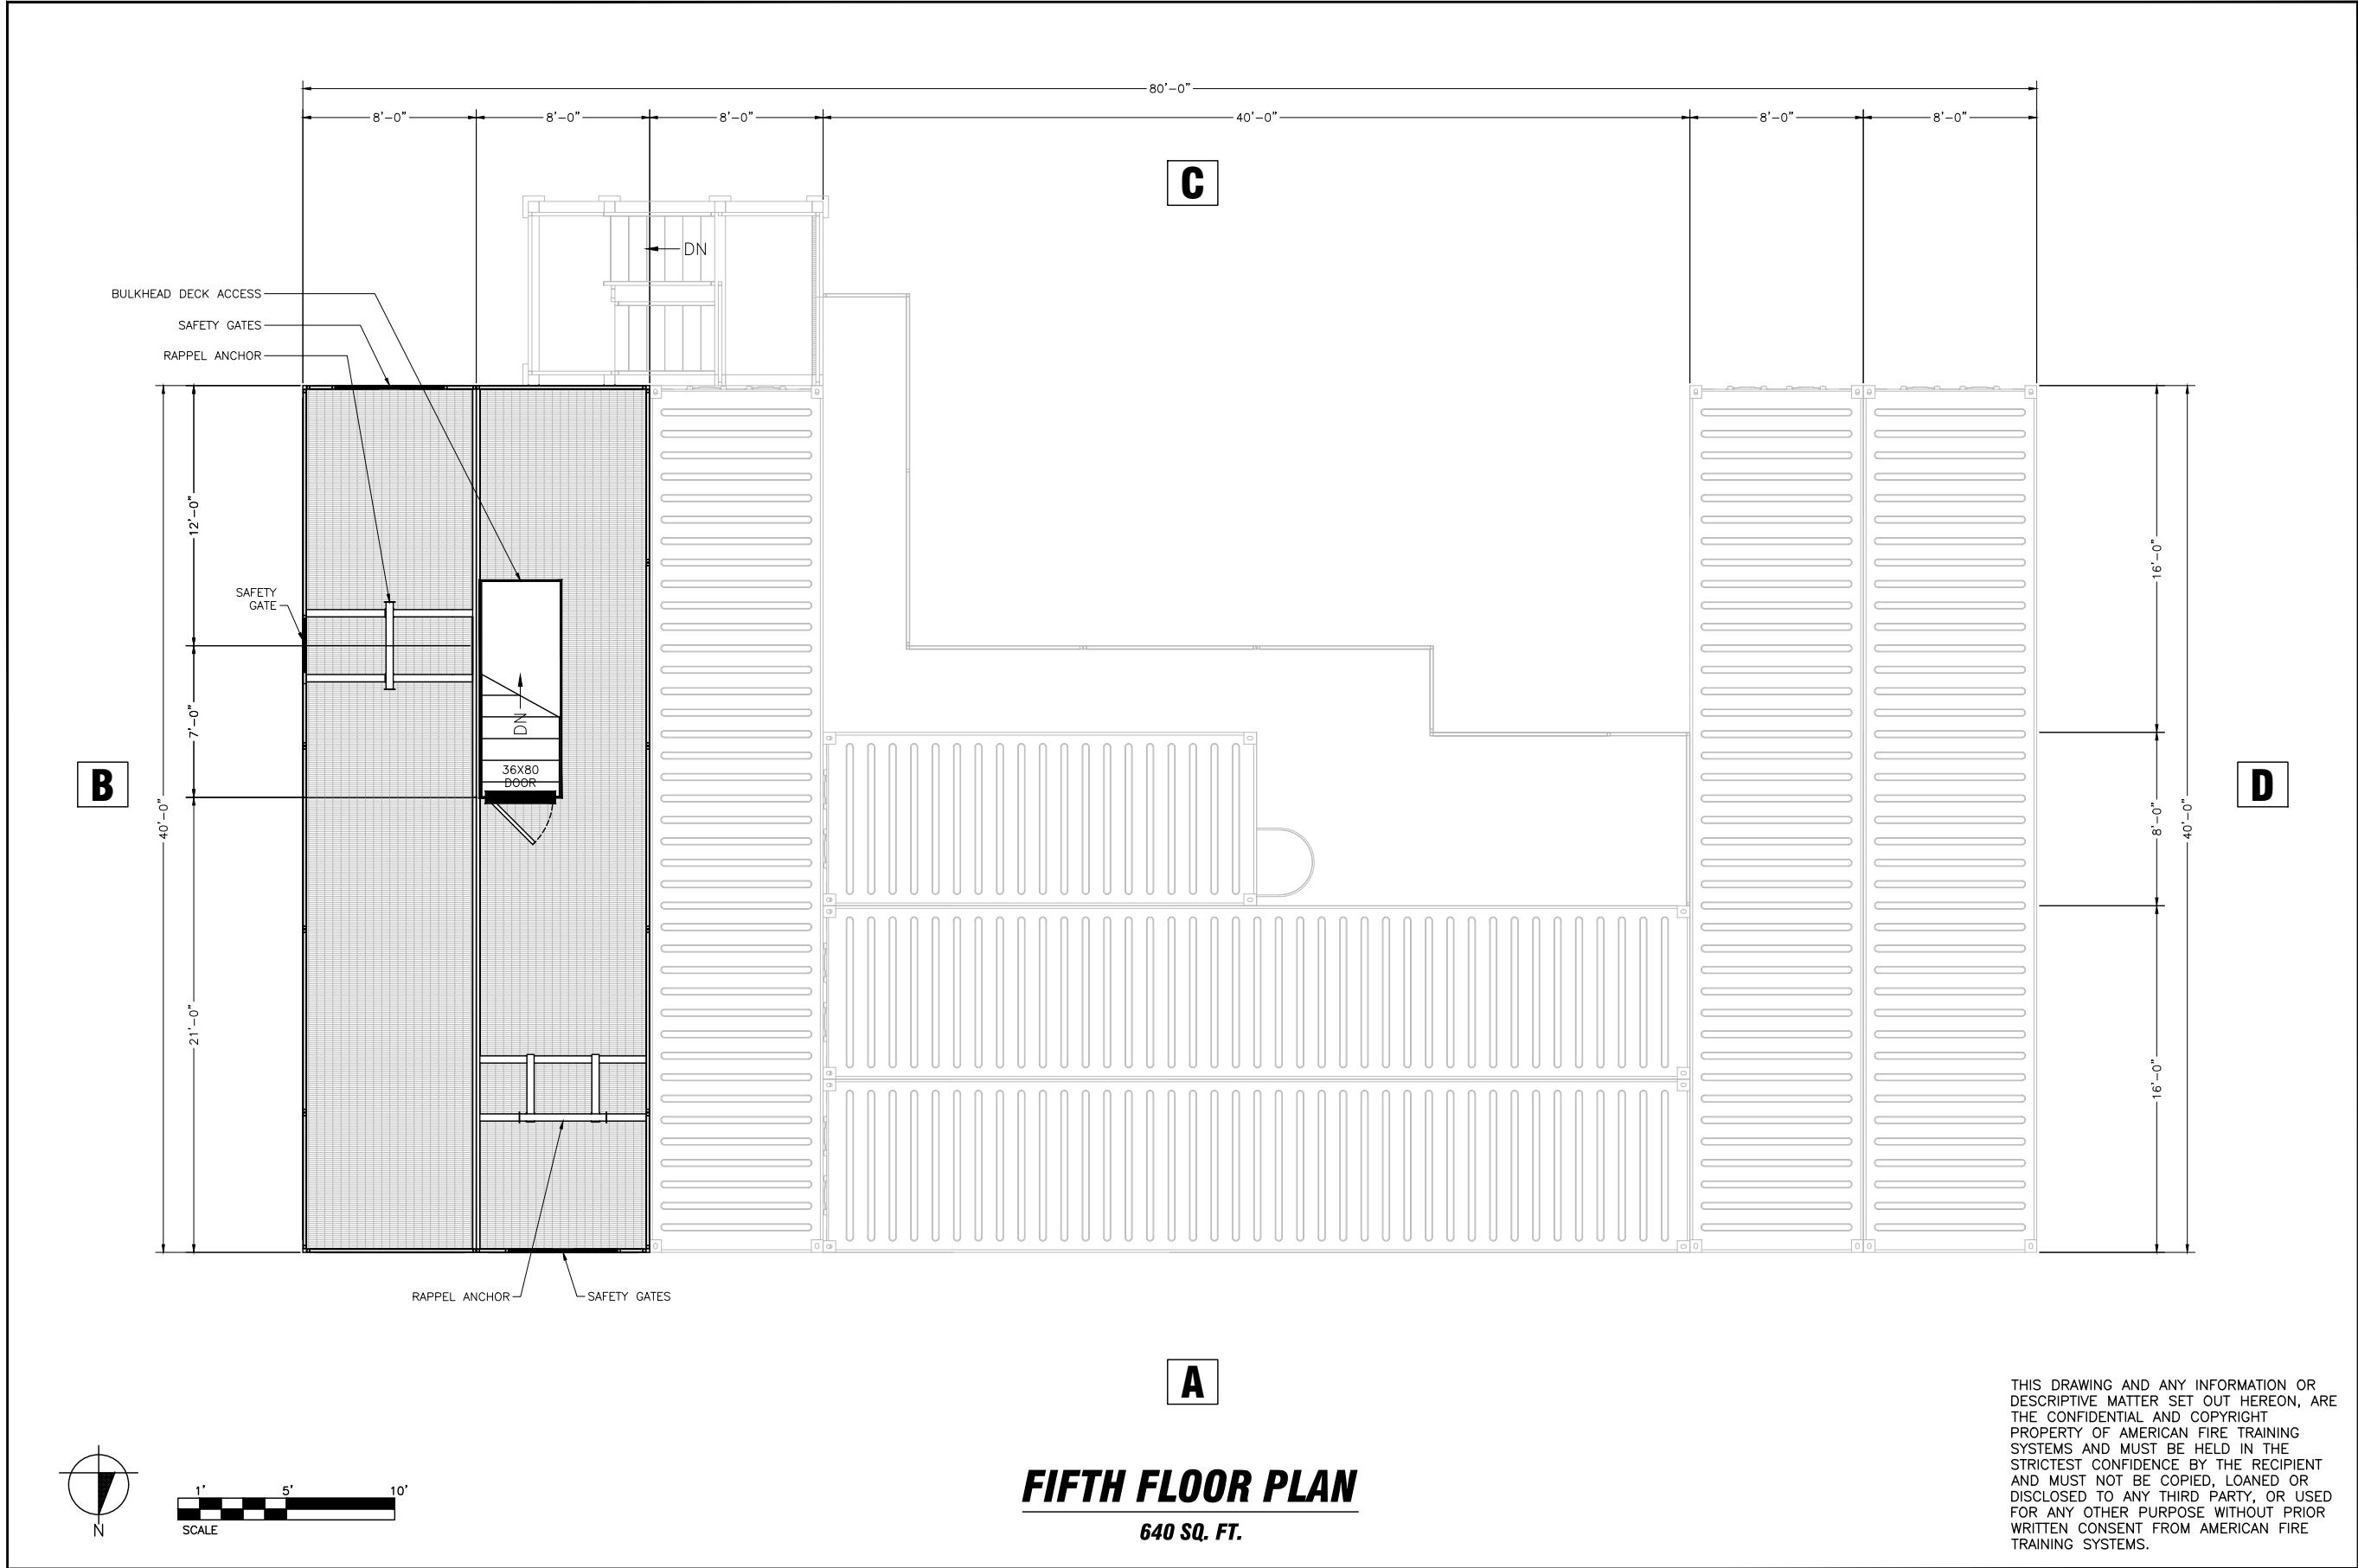 80'-0"
8'-0"
8'-0"
8'-0"
40'-0"
8'-0"
8'-0"
C
DN
BULKHEAD DECK ACCESS
SAFETY GATES
RAPPEL ANCHOR
12'-0"
16'-0"
SAFETY
GATE
7'-0"
DN
36X80
DOOR
B
D
40'-0"
8'-0"
40'-0"
21'-0"
16'-0"
RAPPEL ANCHOR
SAFETY GATES
A
THIS DRAWING AND ANY INFORMATION OR
DESCRIPTIVE MATTER SET OUT HEREON, ARE
THE CONFIDENTIAL AND COPYRIGHT
PROPERTY OF AMERICAN FIRE TRAINING
SYSTEMS AND MUST BE HELD IN THE
STRICTEST CONFIDENCE BY THE RECIPIENT
AND MUST NOT BE COPIED, LOANED OR
DISCLOSED TO ANY THIRD PARTY, OR USED
FOR ANY OTHER PURPOSE WITHOUT PRIOR
WRITTEN CONSENT FROM AMERICAN FIRE
TRAINING SYSTEMS.
FIFTH FLOOR PLAN
640 SQ. FT.
1' 5' 10'
SCALE
N